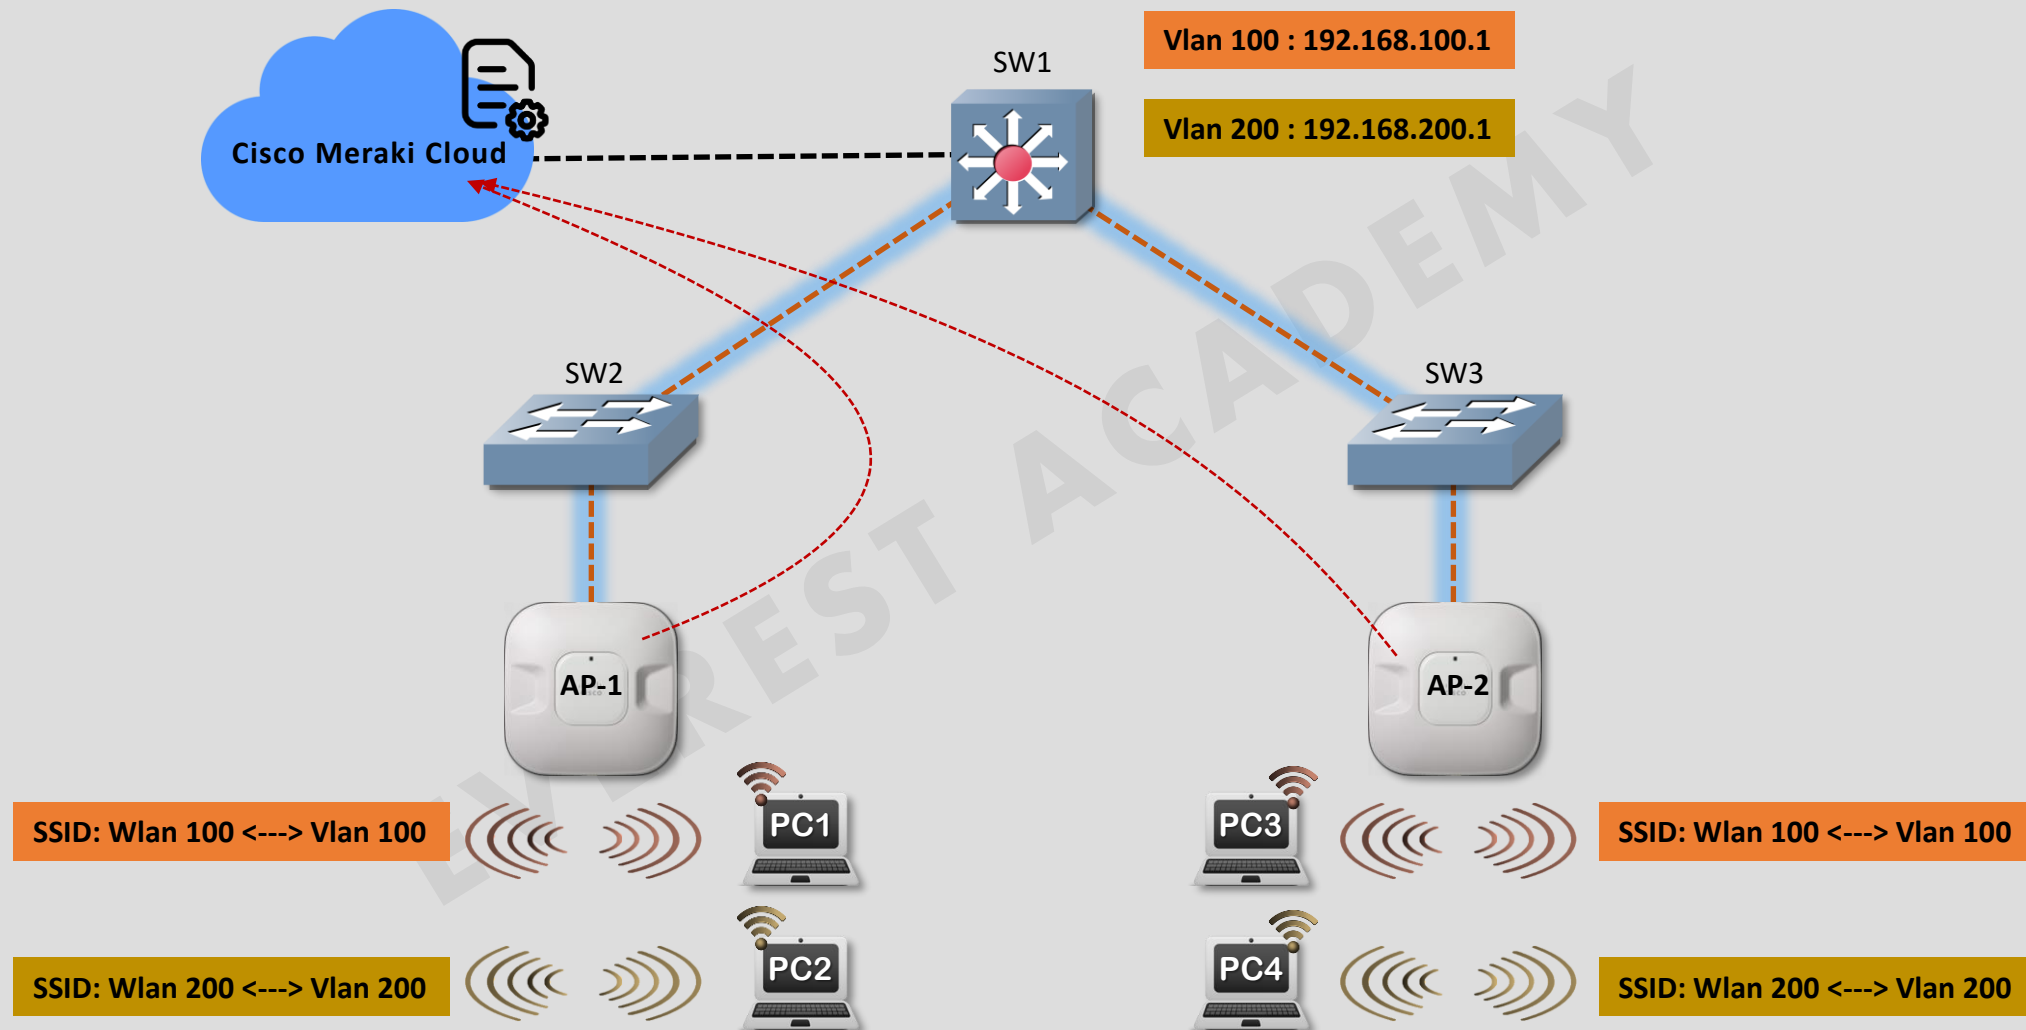 Vlan 100 : 192.168.100.1
SW1
Vlan 200 : 192.168.200.1
Cisco Meraki Cloud
SW2
SW3
EVEREST ACADEMY
AP-1
AP-2
PC1
PC3
SSID: Wlan 100 <---> Vlan 100
SSID: Wlan 100 <---> Vlan 100
PC2
PC4
SSID: Wlan 200 <---> Vlan 200
SSID: Wlan 200 <---> Vlan 200